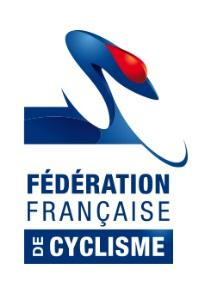 FÉDÉRATION
FRANÇAISE
DE CYCLISME